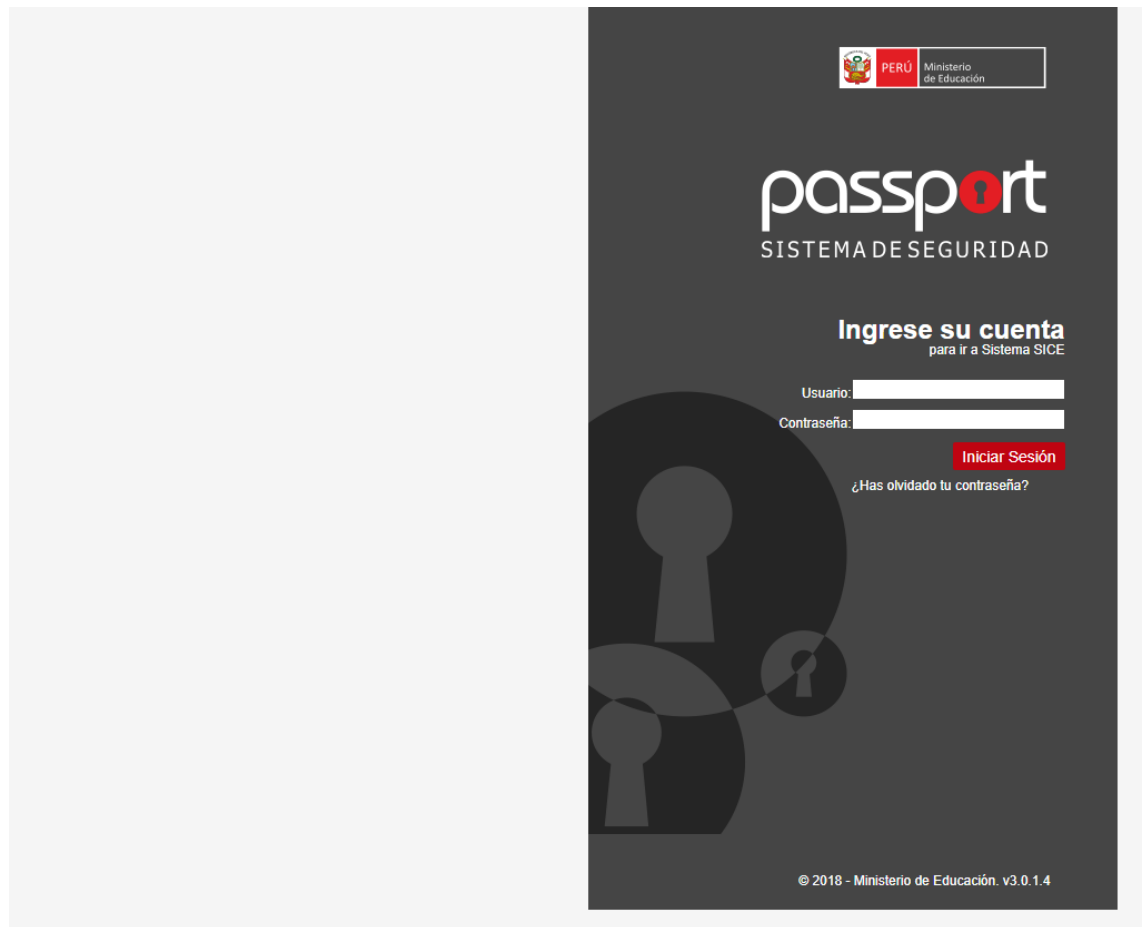 PERÚ Ministerio
de Educación
passport
SISTEMA DE SEGURIDAD
Ingrese su cuenta
para ir a Sistema SICE
Usuario:
Contraseña:
Iniciar Sesión
¿Has olvidado tu contraseña?
© 2018 - Ministerio de Educación. v3.0.1.4